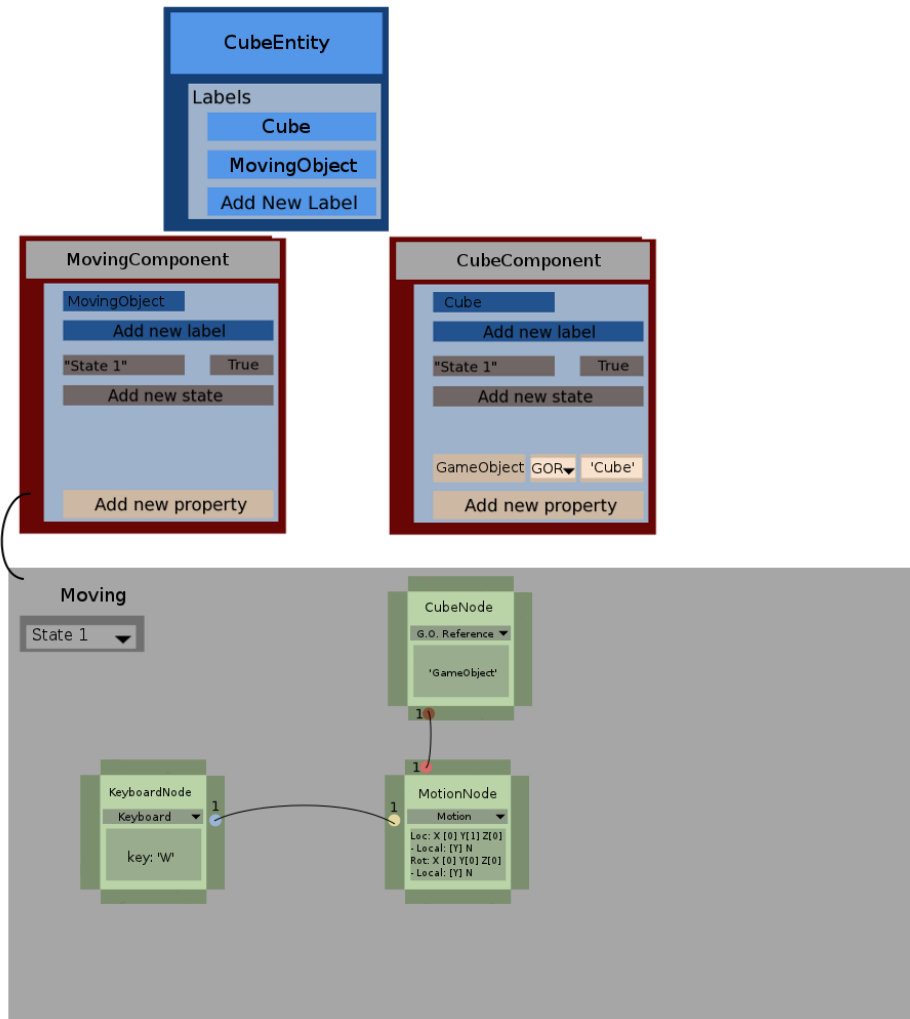 CubeEntity
Labels
Cube
MovingObject
Add New Label
MovingComponent
MovingObject
Add new label
"State 1" True
Add new state
Add new property
CubeComponent
Cube
Add new label
"State 1" True
Add new state
GameObject GOR 'Cube'
Add new property
Moving
State 1
CubeNode
G.O. Reference
'GameObject'
1
1
KeyboardNode
Keyboard
key: 'W'
1
1
MotionNode
Motion
Loc: X [0] Y[1] Z[0]
- Local: [Y] N
Rot: X [0] Y[0] Z[0]
- Local: [Y] N